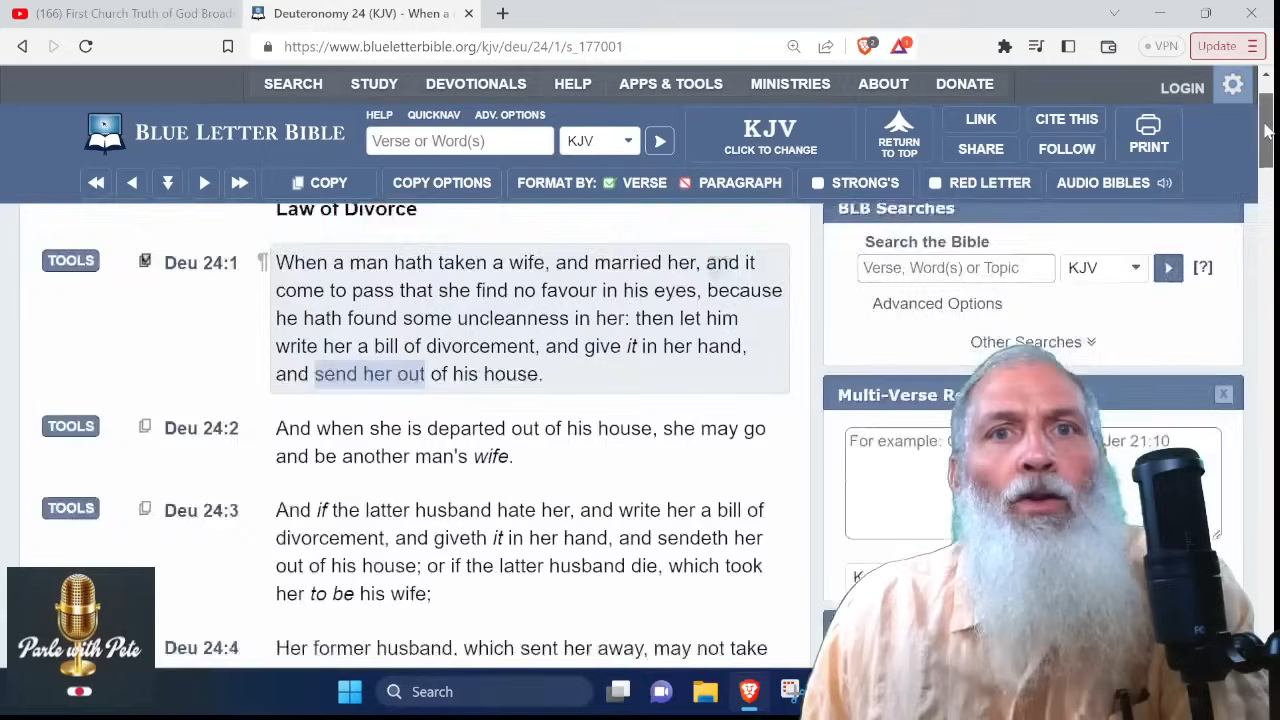 (166) First Church Truth of God Broad
Deuteronomy 24 (KJV) - When a
https://www.blueletterbible.org/kjv/deu/24/1/s_177001
2
1
VPN
Update
SEARCH STUDY DEVOTIONALS HELP APPS & TOOLS MINISTRIES ABOUT DONATE
LOGIN
BLUE LETTER BIBLE
HELP QUICKNAV ADV. OPTIONS
Verse or Word(s)
KJV
KJV
CLICK TO CHANGE
RETURN
TO TOP
LINK
CITE THIS
SHARE
FOLLOW
PRINT
COPY COPY OPTIONS FORMAT BY: VERSE PARAGRAPH STRONG'S RED LETTER AUDIO BIBLES
Law of Divorce
TOOLS Deu 24:1 ¶ When a man hath taken a wife, and married her, and it
come to pass that she find no favour in his eyes, because
he hath found some uncleanness in her: then let him
write her a bill of divorcement, and give it in her hand,
and send her out of his house.
TOOLS Deu 24:2 And when she is departed out of his house, she may go
and be another man's wife.
TOOLS Deu 24:3 And if the latter husband hate her, and write her a bill of
divorcement, and giveth it in her hand, and sendeth her
out of his house; or if the latter husband die, which took
her to be his wife;
TOOLS Deu 24:4 Her former husband, which sent her away, may not take
BLB Searches
Search the Bible
Verse, Word(s) or Topic
KJV
[?]
Advanced Options
Other Searches
Multi-Verse
X
For example:
Jer 21:10
Parle with Pete
Search